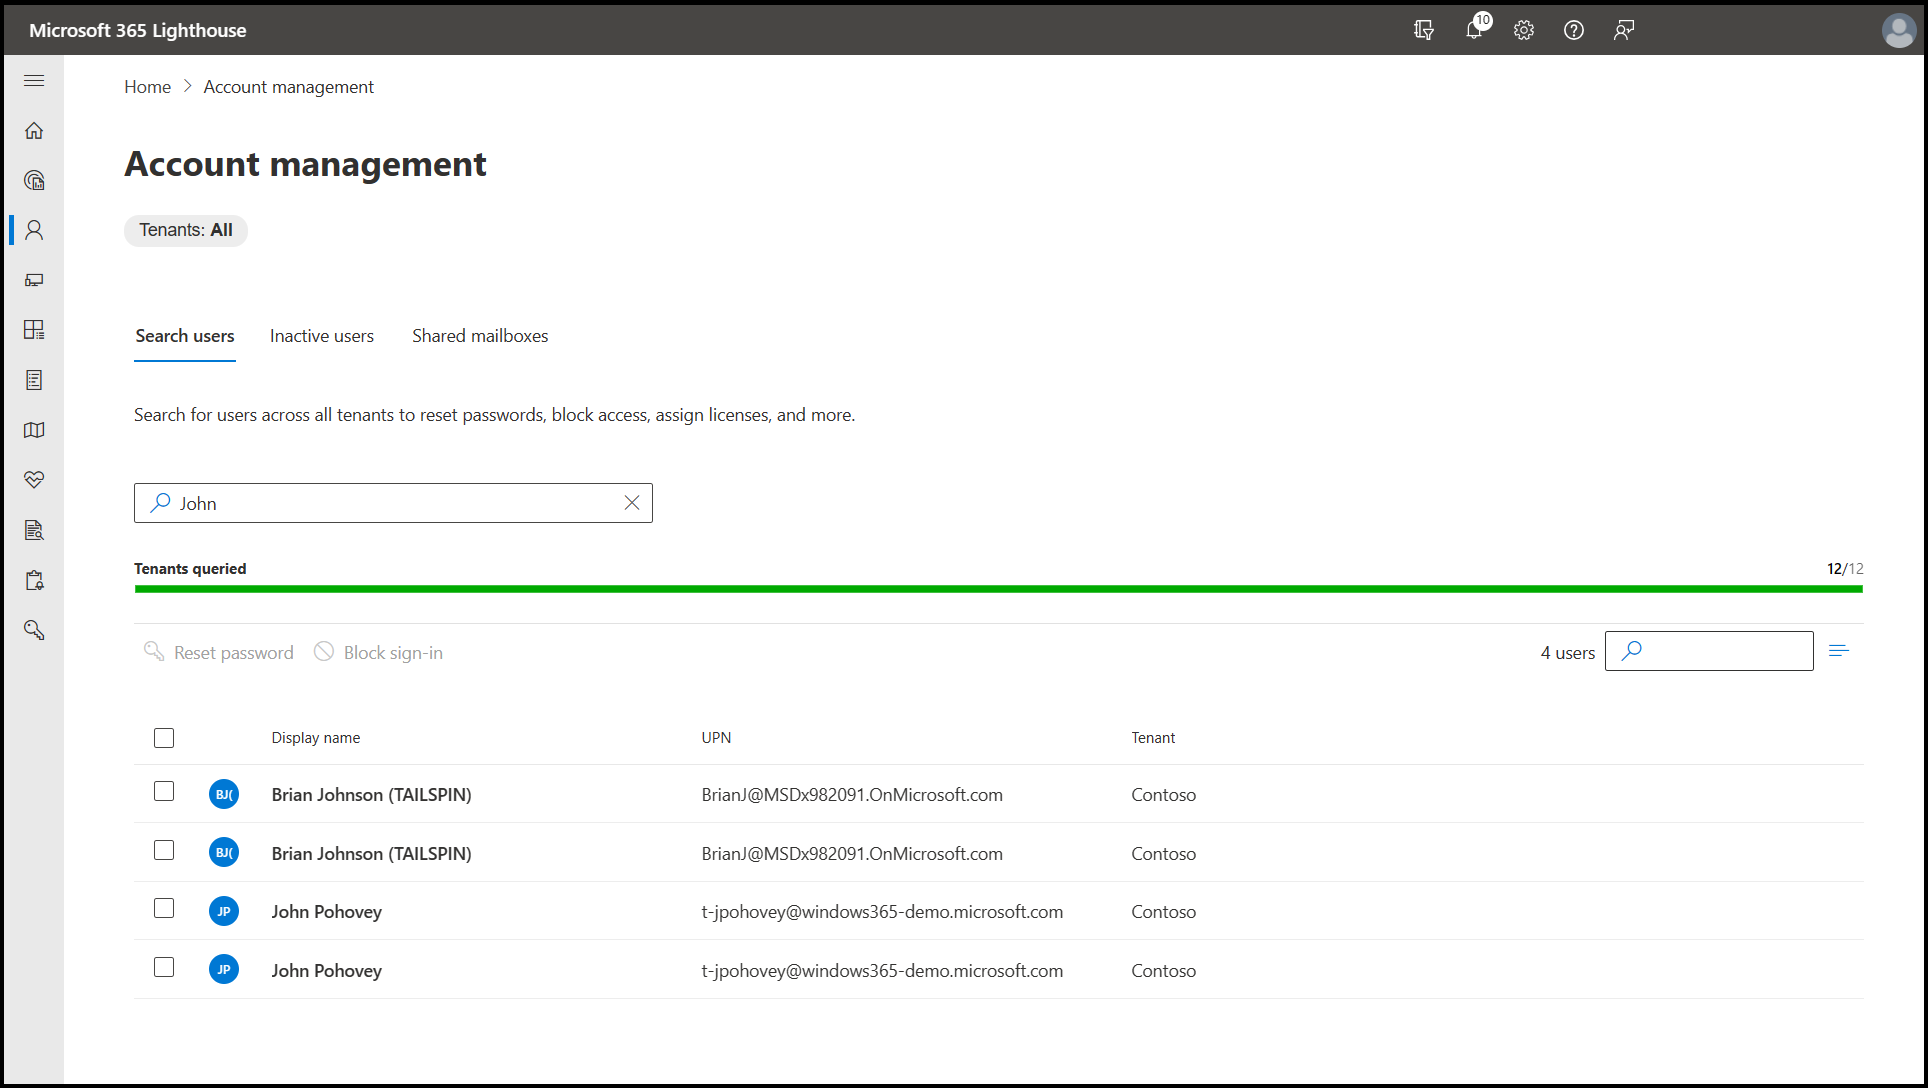 Microsoft 365 Lighthouse
10
Home > Account management
Account management
Tenants: All
Search users Inactive users Shared mailboxes
Search for users across all tenants to reset passwords, block access, assign licenses, and more.
John
Tenants queried 12/12
Reset password Block sign-in 4 users
Display name UPN Tenant
BJ( Brian Johnson (TAILSPIN) BrianJ@MSDx982091.OnMicrosoft.com Contoso
BJ( Brian Johnson (TAILSPIN) BrianJ@MSDx982091.OnMicrosoft.com Contoso
JP John Pohovey t-jpohovey@windows365-demo.microsoft.com Contoso
JP John Pohovey t-jpohovey@windows365-demo.microsoft.com Contoso